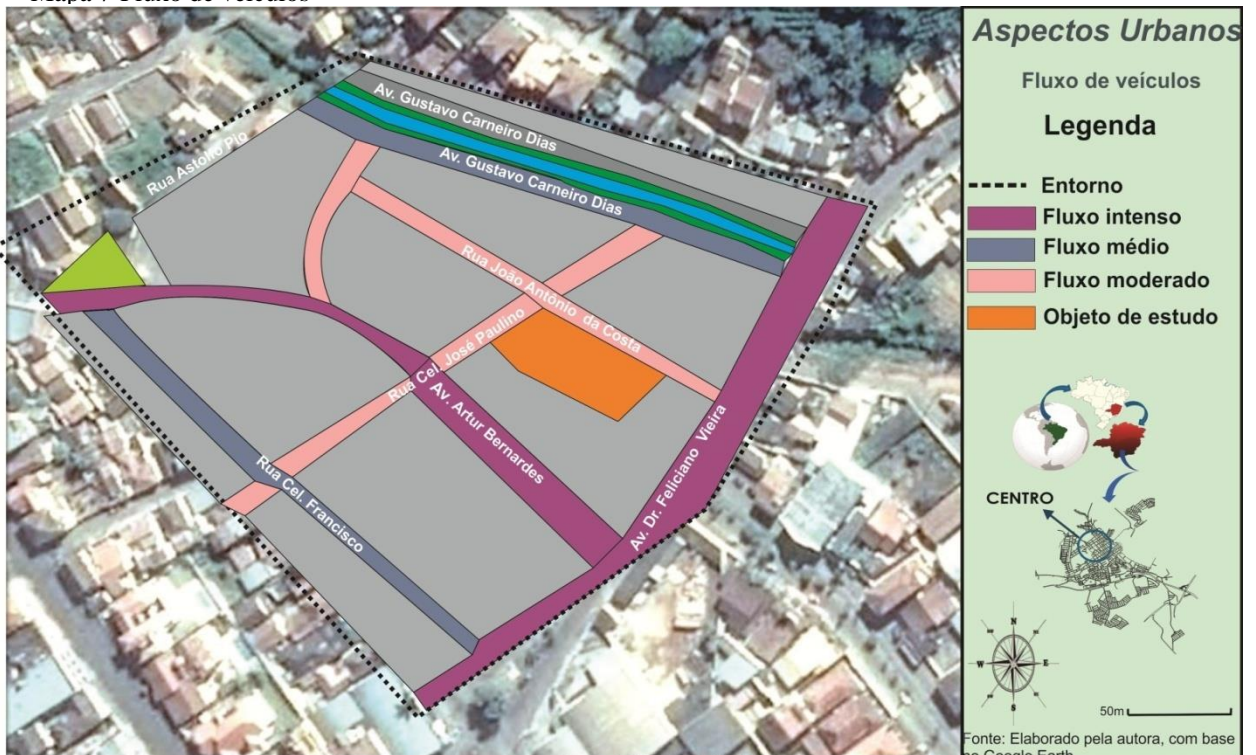 Mapa 7 Fluxo de veículos
Aspectos Urbanos
Fluxo de veículos
Legenda
Entorno
Fluxo intenso
Fluxo médio
Fluxo moderado
Objeto de estudo
Av. Gustavo Carneiro Dias
Av. Gustavo Carneiro Dias
Rua Astolfo Pio
Rua João Antônio da Costa
Rua Cel. José Paulino
Av. Artur Bernardes
Av. Dr. Feliciano Vieira
Rua Cel. Francisco
CENTRO
N
W
E
S
50m
Fonte: Elaborado pela autora, com base
no Google Earth